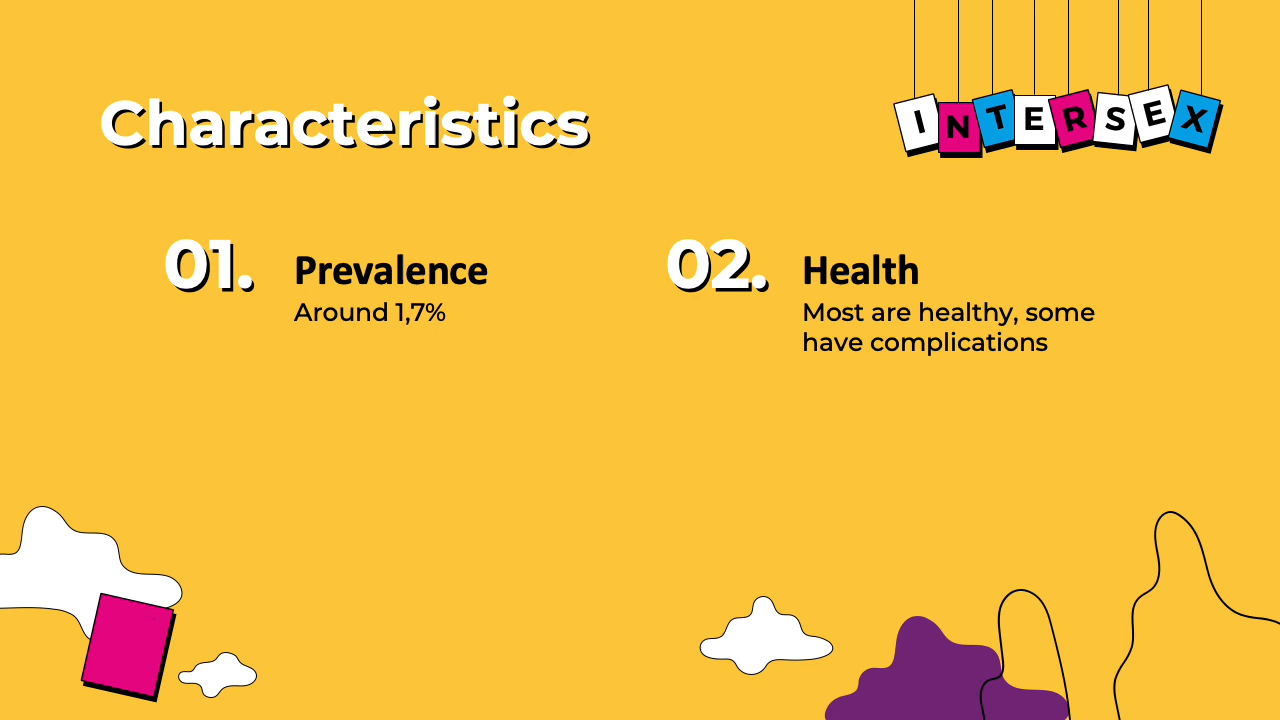 INTERSEX
Characteristics
01.
Prevalence
Around 1,7%
02.
Health
Most are healthy, some
have complications